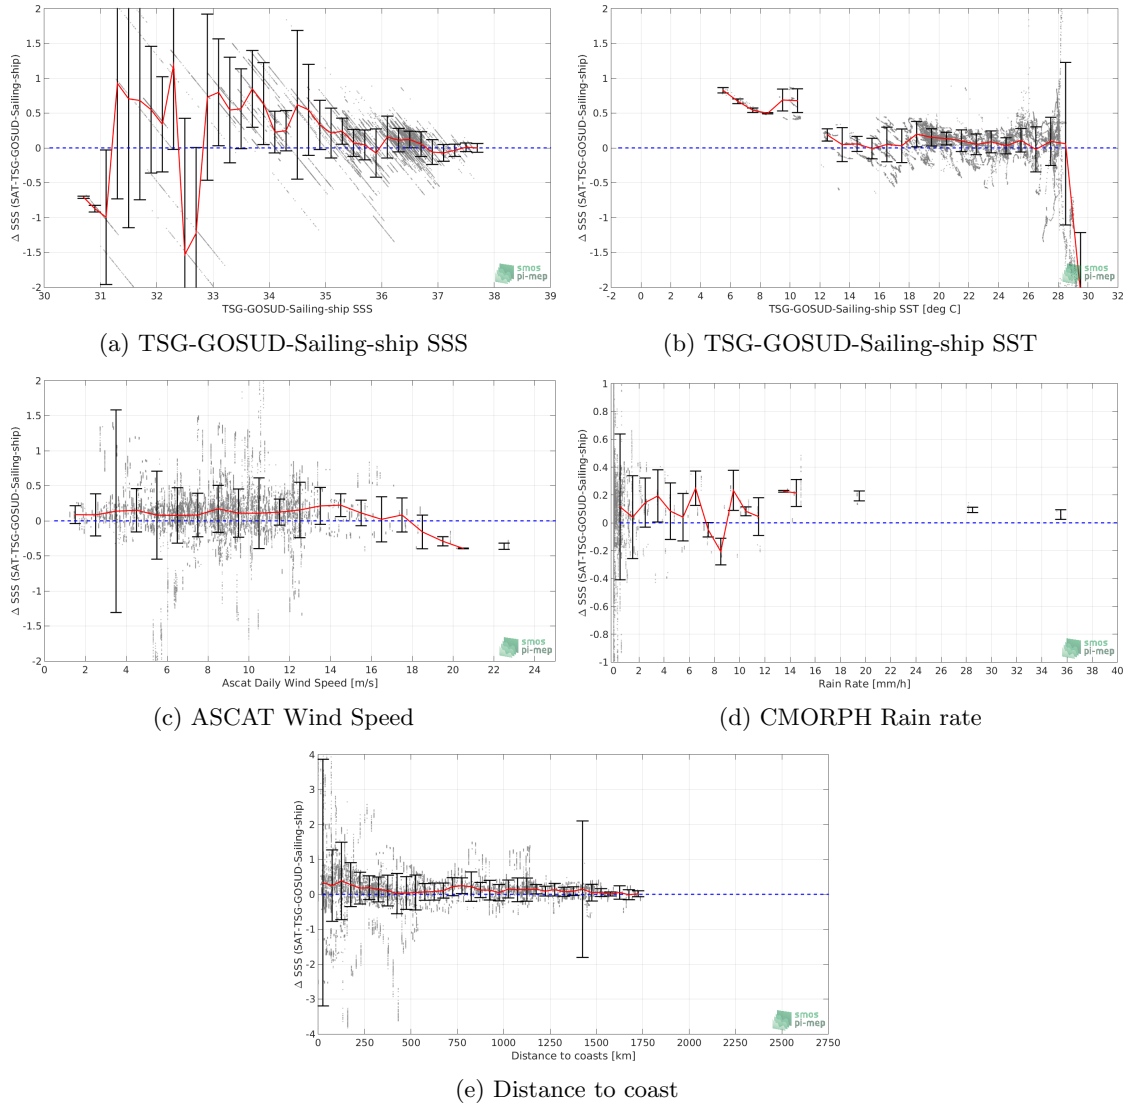 Δ SSS (SAT-TSG-GOSUD-Sailing-ship)
2
1.5
1
0.5
0
-0.5
-1
-1.5
-2
30 31 32 33 34 35 36 37 38 39
TSG-GOSUD-Sailing-ship SSS
smos
pi-mep
(a) TSG-GOSUD-Sailing-ship SSS
Δ SSS (SAT-TSG-GOSUD-Sailing-ship)
2
1.5
1
0.5
0
-0.5
-1
-1.5
-2
-2 0 2 4 6 8 10 12 14 16 18 20 22 24 26 28 30 32
TSG-GOSUD-Sailing-ship SST [deg C]
smos
pi-mep
(b) TSG-GOSUD-Sailing-ship SST
Δ SSS (SAT-TSG-GOSUD-Sailing-ship)
2
1.5
1
0.5
0
-0.5
-1
-1.5
-2
0 2 4 6 8 10 12 14 16 18 20 22 24
Ascat Daily Wind Speed [m/s]
smos
pi-mep
(c) ASCAT Wind Speed
Δ SSS (SAT-TSG-GOSUD-Sailing-ship)
1
0.8
0.6
0.4
0.2
0
-0.2
-0.4
-0.6
-0.8
-1
0 2 4 6 8 10 12 14 16 18 20 22 24 26 28 30 32 34 36 38 40
Rain Rate [mm/h]
smos
pi-mep
(d) CMORPH Rain rate
Δ SSS (SAT-TSG-GOSUD-Sailing-ship)
4
3
2
1
0
-1
-2
-3
-4
0 250 500 750 1000 1250 1500 1750 2000 2250 2500 2750
Distance to coasts [km]
smos
pi-mep
(e) Distance to coast